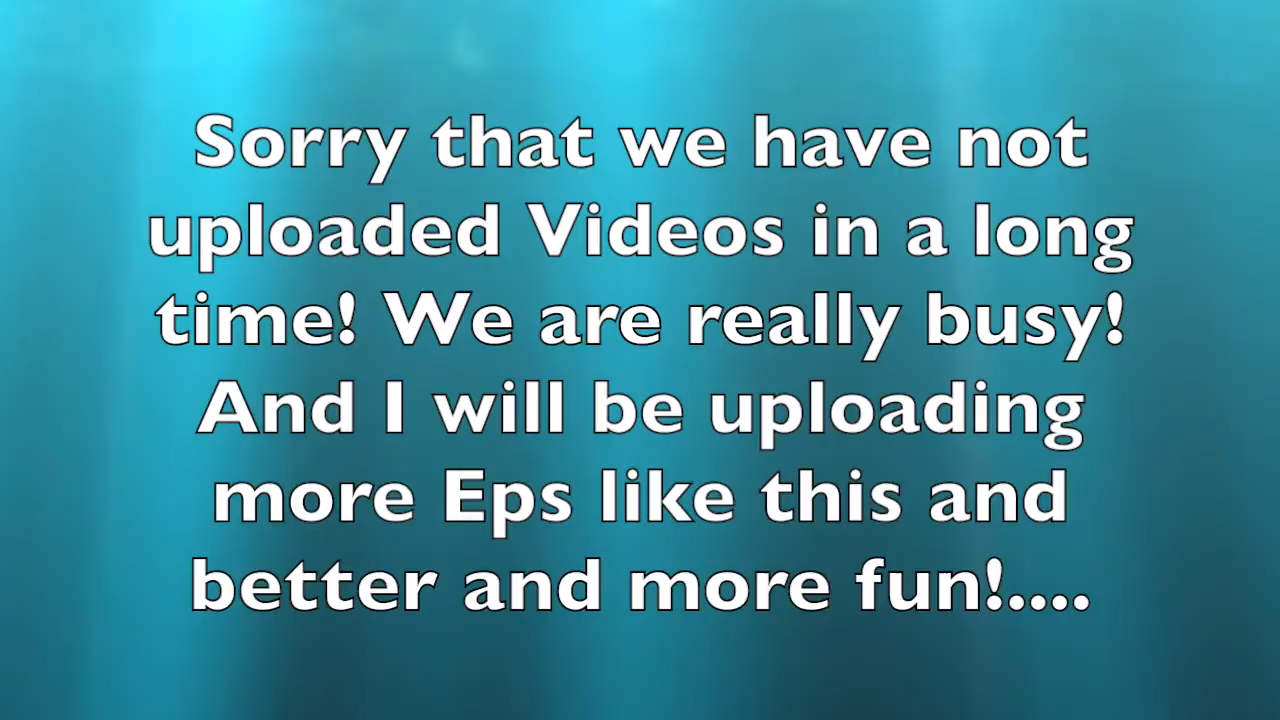 Sorry that we have not
uploaded Videos in a long
time! We are really busy!
And I will be uploading
more Eps like this and
better and more fun!....